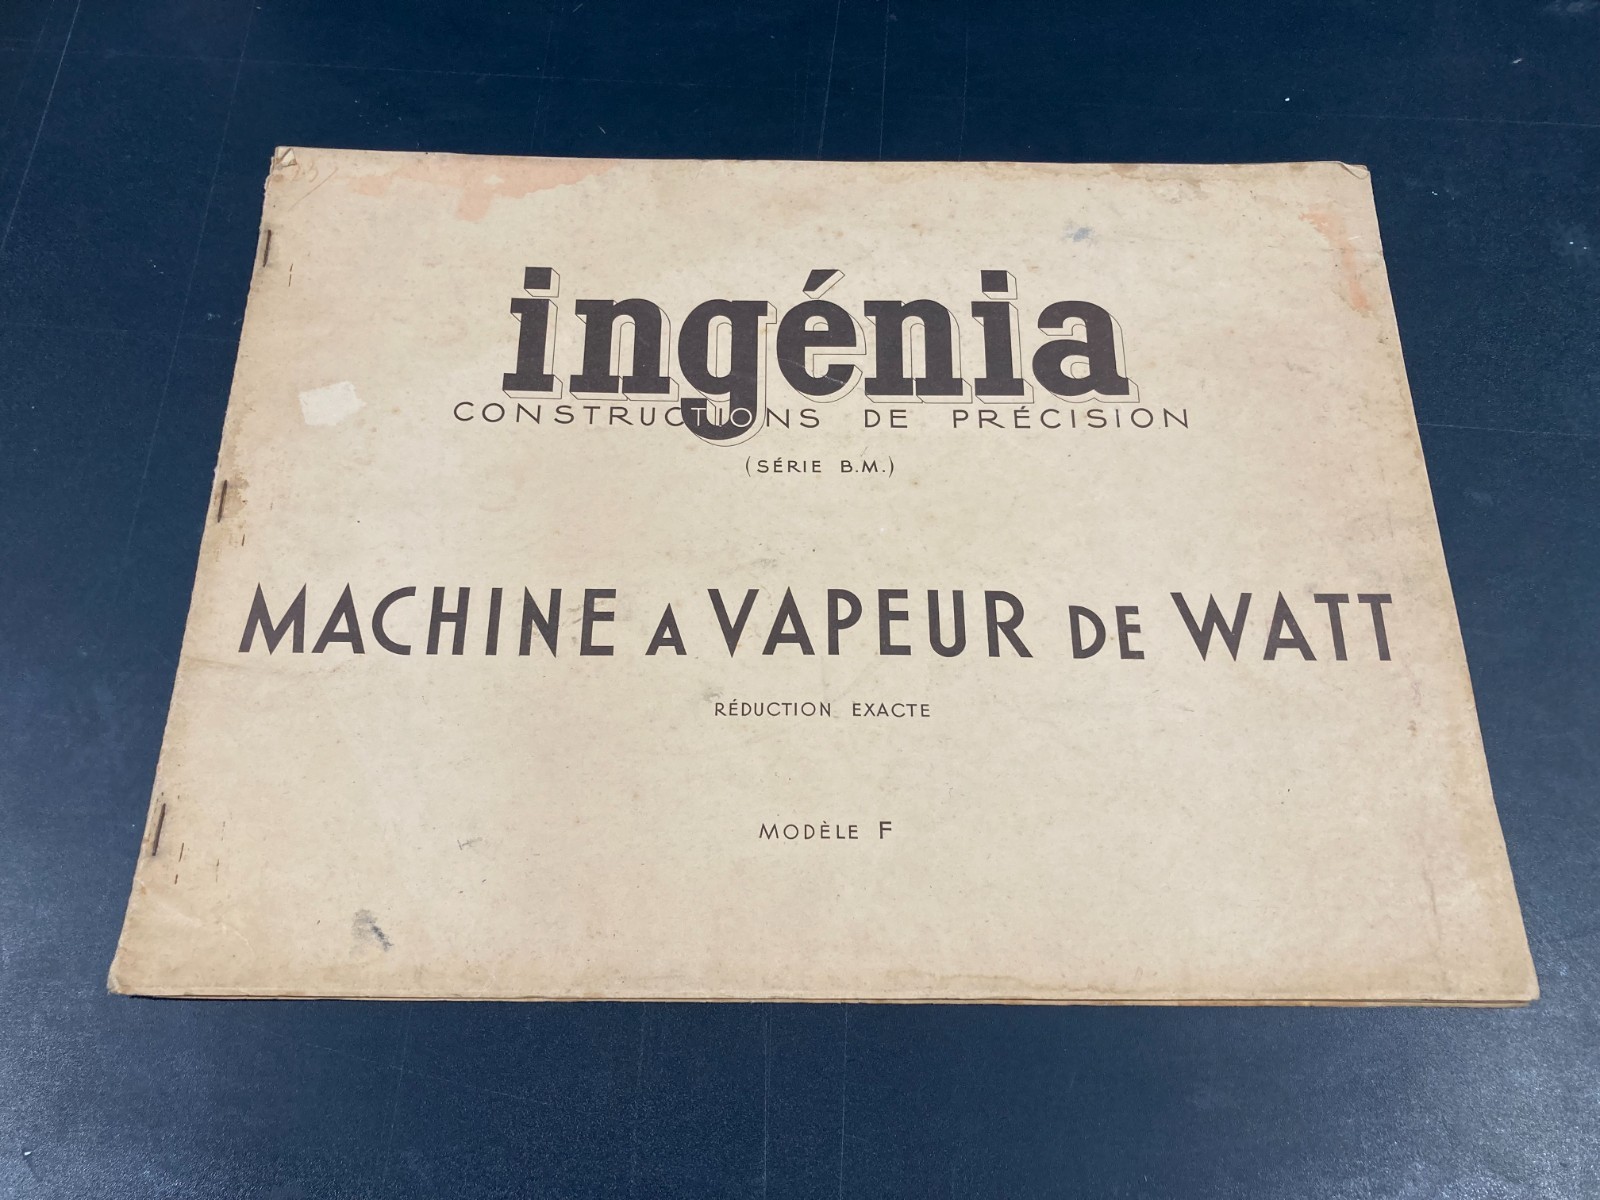 ingénia
CONSTRUCTIONS DE PRÉCISION
(SÉRIE B.M.)
MACHINE A VAPEUR DE WATT
RÉDUCTION EXACTE
MODÈLE F